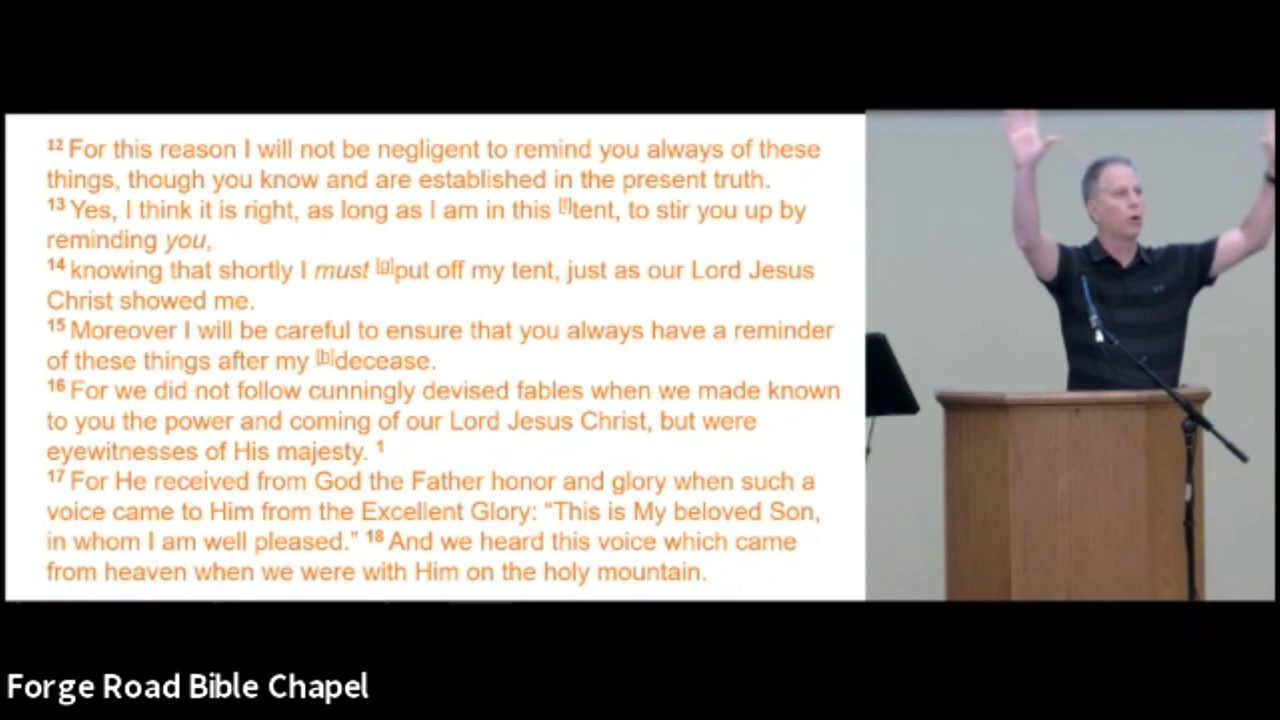 12 For this reason I will not be negligent to remind you always of these
things, though you know and are established in the present truth.
13 Yes, I think it is right, as long as I am in this [f]tent, to stir you up by
reminding you,
14 knowing that shortly I must [g]put off my tent, just as our Lord Jesus
Christ showed me.
15 Moreover I will be careful to ensure that you always have a reminder
of these things after my [h]decease.
16 For we did not follow cunningly devised fables when we made known
to you the power and coming of our Lord Jesus Christ, but were
eyewitnesses of His majesty. 1
17 For He received from God the Father honor and glory when such a
voice came to Him from the Excellent Glory: “This is My beloved Son,
in whom I am well pleased.” 18 And we heard this voice which came
from heaven when we were with Him on the holy mountain.
Forge Road Bible Chapel